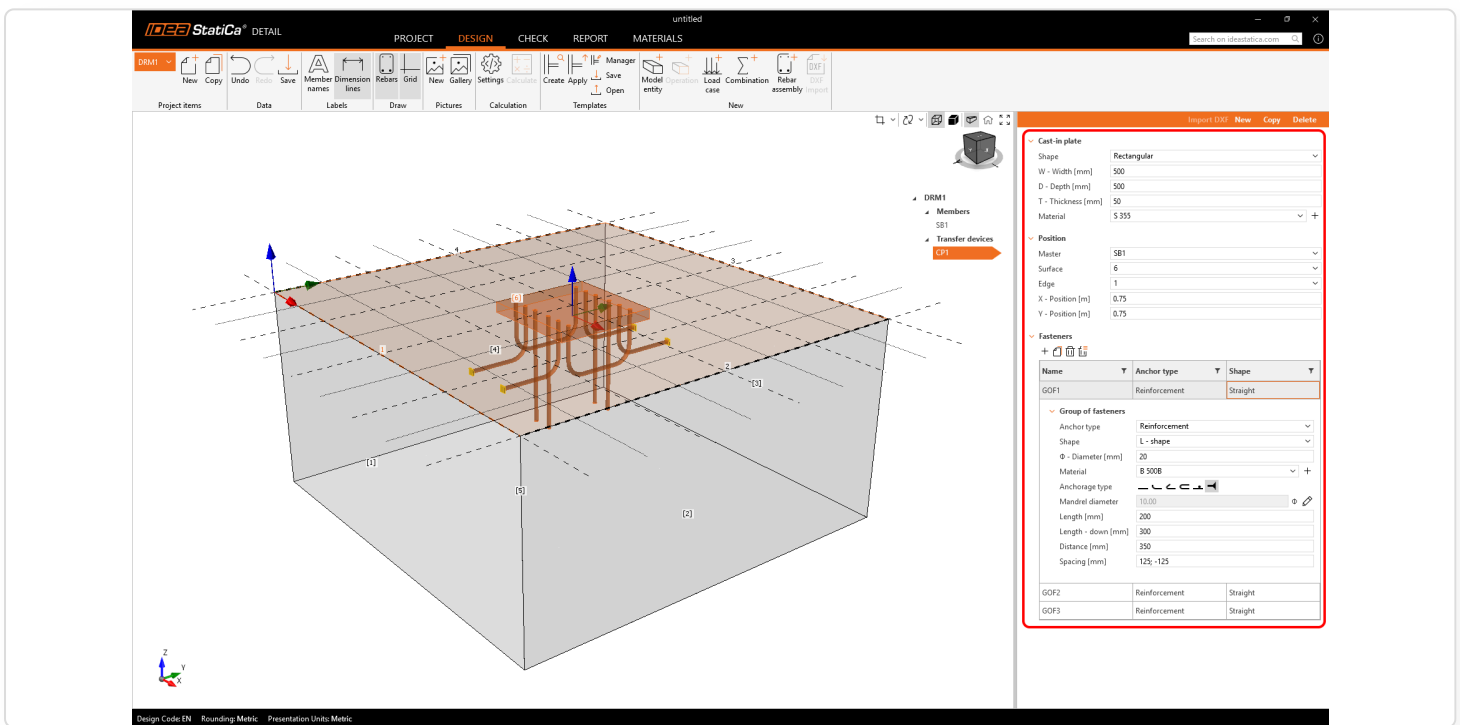 untitled
IDEA StatiCa® DETAIL
PROJECT DESIGN CHECK REPORT MATERIALS
Search on ideastatica.com
DRM1
New Copy Undo Redo Save Member names Dimension lines Rebars Grid New Gallery Settings Calculate Create Apply Manager Save Open Model entity Operation Load case Combination Rebar assembly DXF Import
Project items Data Labels Draw Pictures Calculation Templates New
Import DXF New Copy Delete
DRM1
Members
SB1
Transfer devices
CP1
4
3
[6]
1
[4]
2
[3]
[1]
[5]
[2]
Z
Y
X
Cast-in plate
Shape Rectangular
W - Width [mm] 500
D - Depth [mm] 500
T - Thickness [mm] 50
Material S 355
Position
Master SB1
Surface 6
Edge 1
X - Position [m] 0.75
Y - Position [m] 0.75
Fasteners
Name Anchor type Shape
GOF1 Reinforcement Straight
Group of fasteners
Anchor type Reinforcement
Shape L - shape
Φ - Diameter [mm] 20
Material B 500B
Anchorage type
Mandrel diameter 10.00 Φ
Length [mm] 200
Length - down [mm] 300
Distance [mm] 350
Spacing [mm] 125; -125
GOF2 Reinforcement Straight
GOF3 Reinforcement Straight
Design Code: EN Rounding: Metric Presentation Units: Metric